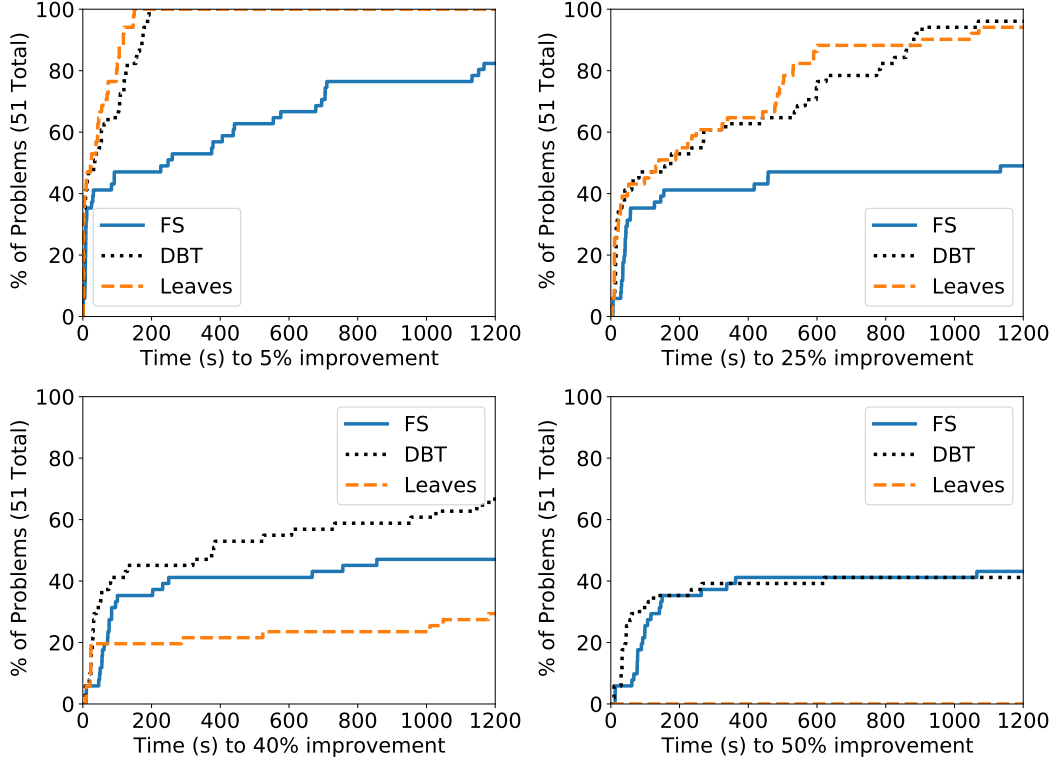 % of Problems (51 Total)
100
80
60
40
20
0
FS
DBT
Leaves
0 200 400 600 800 1000 1200
Time (s) to 5% improvement
% of Problems (51 Total)
100
80
60
40
20
0
FS
DBT
Leaves
0 200 400 600 800 1000 1200
Time (s) to 25% improvement
% of Problems (51 Total)
100
80
60
40
20
0
FS
DBT
Leaves
0 200 400 600 800 1000 1200
Time (s) to 40% improvement
% of Problems (51 Total)
100
80
60
40
20
0
FS
DBT
Leaves
0 200 400 600 800 1000 1200
Time (s) to 50% improvement